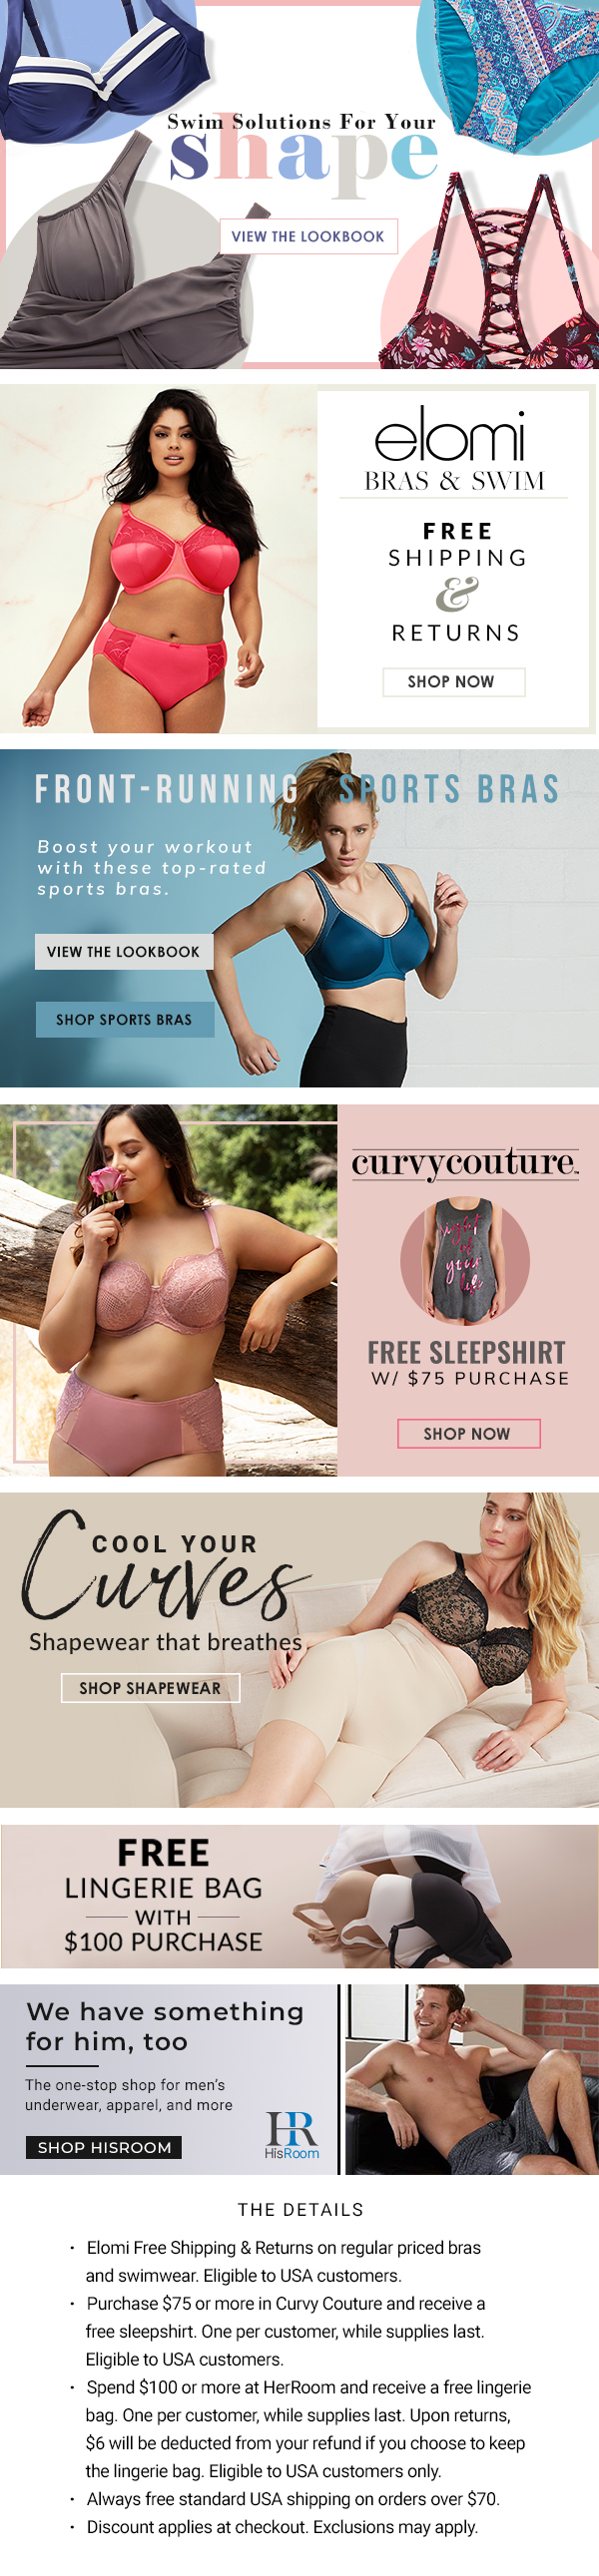 Swim Solutions For Your
shape
VIEW THE LOOKBOOK
elomi
BRAS & SWIM
FREE
SHIPPING
&
RETURNS
SHOP NOW
FRONT-RUNNING SPORTS BRAS
Boost your workout
with these top-rated
sports bras.
VIEW THE LOOKBOOK
SHOP SPORTS BRAS
curvycouture™
night
of
your
life
FREE SLEEPSHIRT
W/ $75 PURCHASE
SHOP NOW
COOL YOUR
Curves
Shapewear that breathes
SHOP SHAPEWEAR
FREE
LINGERIE BAG
WITH
$100 PURCHASE
We have something
for him, too
The one-stop shop for men's
underwear, apparel, and more
SHOP HISROOM
HR
HisRoom
THE DETAILS
• Elomi Free Shipping & Returns on regular priced bras
and swimwear. Eligible to USA customers.
• Purchase $75 or more in Curvy Couture and receive a
free sleepshirt. One per customer, while supplies last.
Eligible to USA customers.
• Spend $100 or more at HerRoom and receive a free lingerie
bag. One per customer, while supplies last. Upon returns,
$6 will be deducted from your refund if you choose to keep
the lingerie bag. Eligible to USA customers only.
• Always free standard USA shipping on orders over $70.
• Discount applies at checkout. Exclusions may apply.